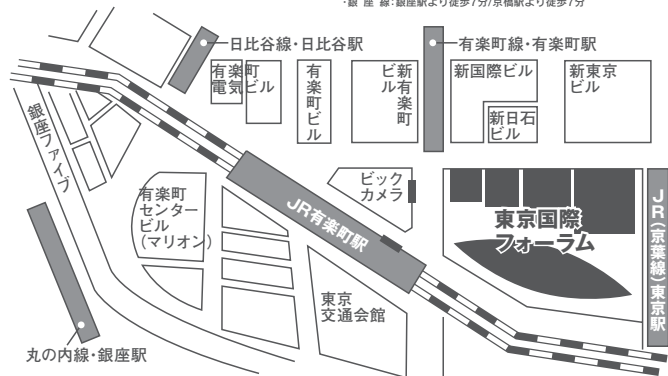 ・銀座線：銀座駅より徒歩7分/京橋駅より徒歩7分
日比谷線・日比谷駅
有楽町線・有楽町駅
有楽町
電気ビル
有楽町ビル
新有楽町
ビル
新国際ビル
新日石
ビル
新東京
ビル
銀座ファイブ
有楽町
センター
ビル
（マリオン）
JR有楽町駅
ビック
カメラ
東京国際
フォーラム
JR（京葉線）東京駅
東京
交通会館
丸の内線・銀座駅